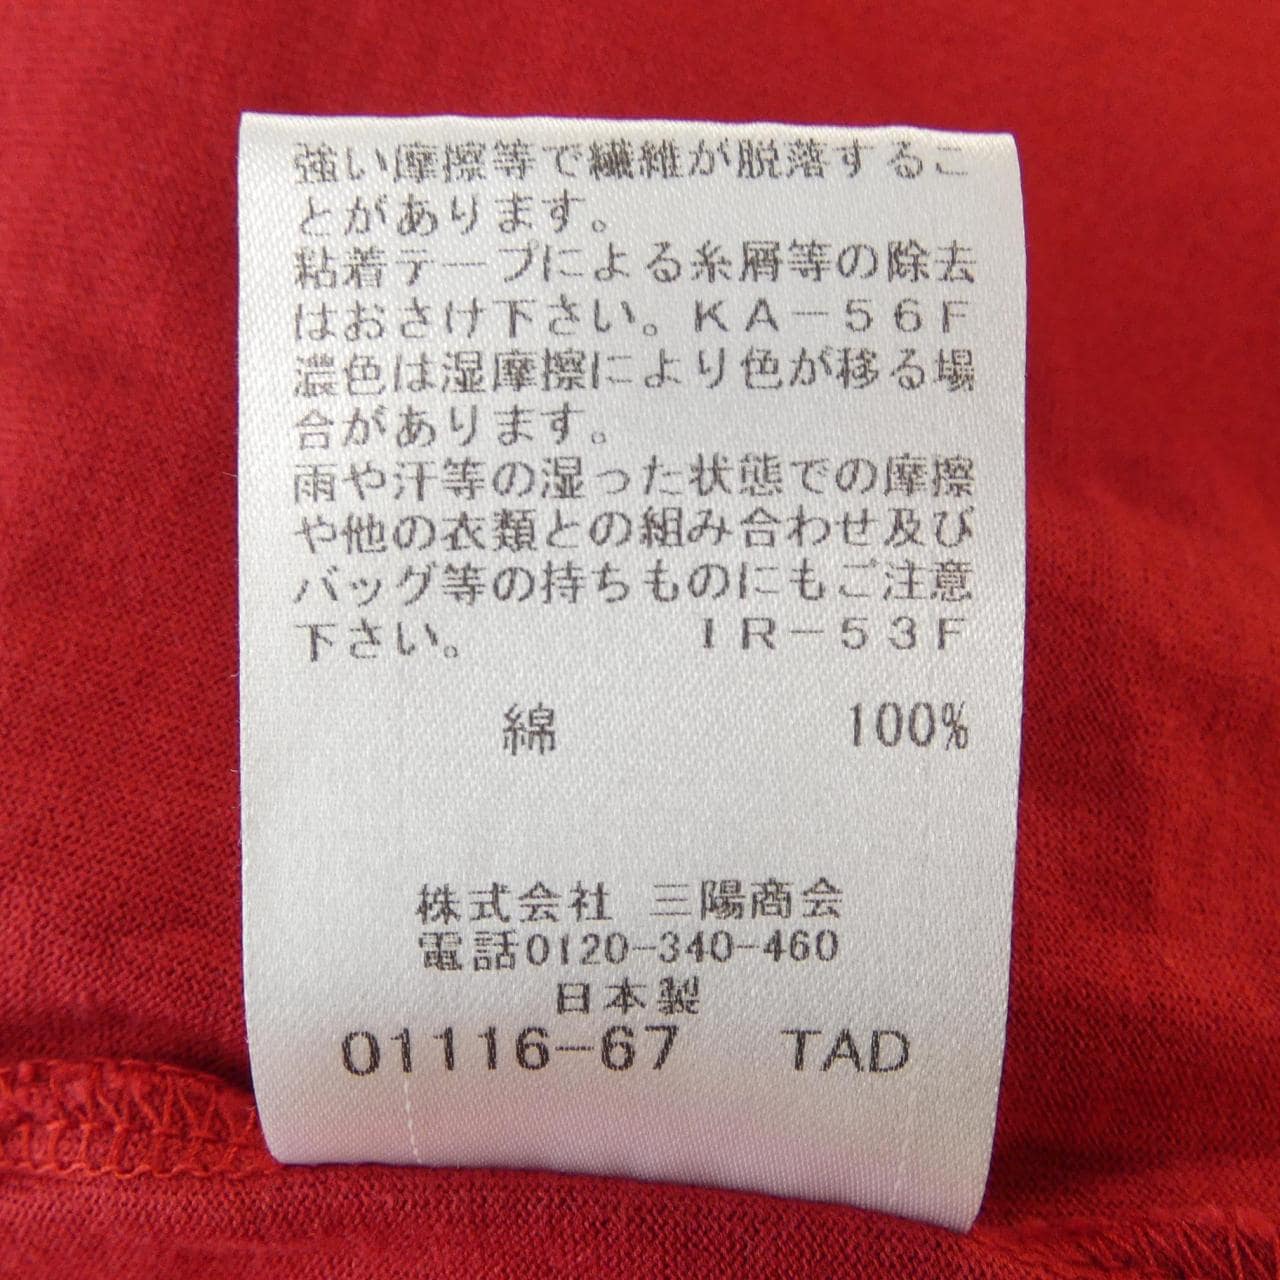 強い摩擦等で繊維が脱落するこ
とがあります。
粘着テープによる糸屑等の除去
はおさけ下さい。ＫＡ－５６Ｆ
濃色は湿摩擦により色が移る場
合があります。
雨や汗等の湿った状態での摩擦
や他の衣類との組み合わせ及び
バッグ等の持ちものにもご注意
下さい。　　　　ＩＲ－５３Ｆ
綿 100%
株式会社 三陽商会
電話0120-340-460
日本製
01116-67 TAD